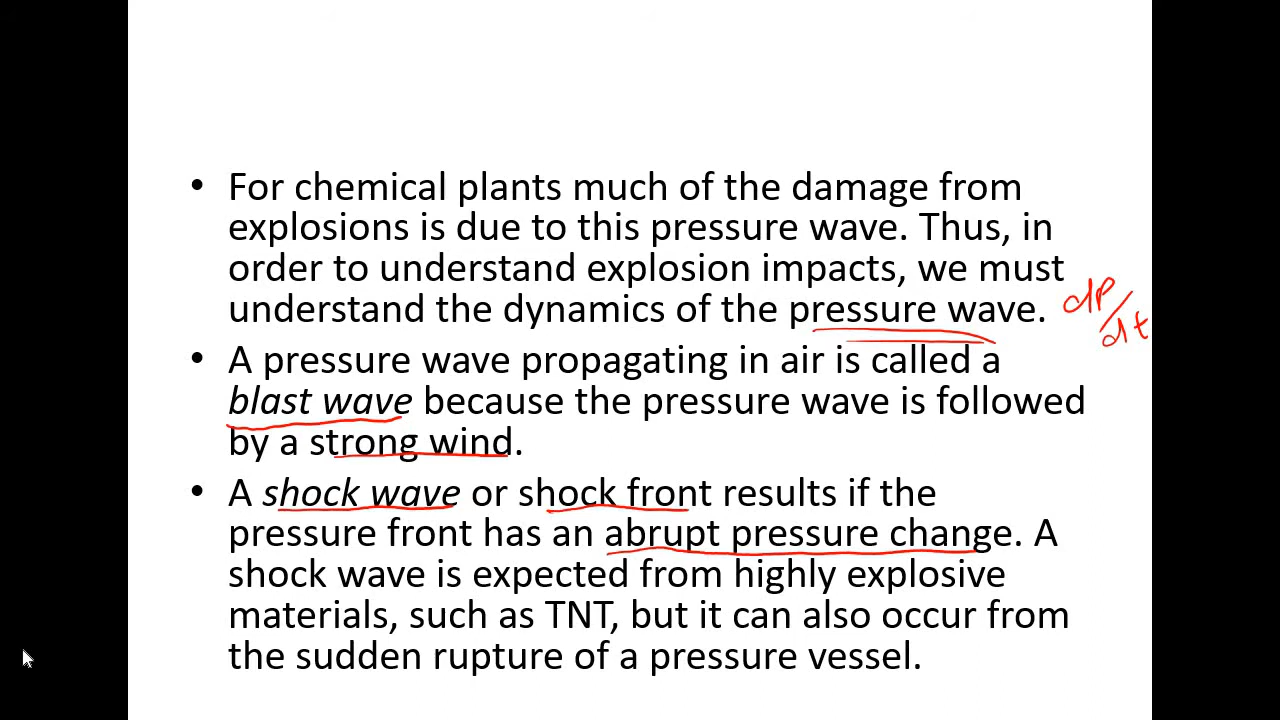 • For chemical plants much of the damage from
explosions is due to this pressure wave. Thus, in
order to understand explosion impacts, we must
understand the dynamics of the pressure wave.
dP/dt
• A pressure wave propagating in air is called a
blast wave because the pressure wave is followed
by a strong wind.
• A shock wave or shock front results if the
pressure front has an abrupt pressure change. A
shock wave is expected from highly explosive
materials, such as TNT, but it can also occur from
the sudden rupture of a pressure vessel.